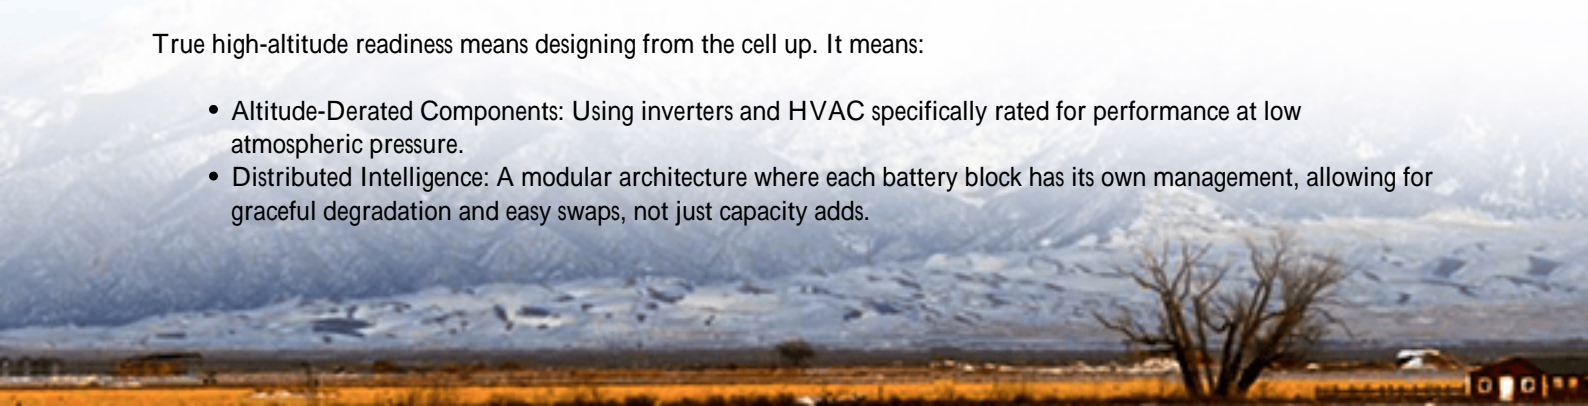 True high-altitude readiness means designing from the cell up. It means:
• Altitude-Derated Components: Using inverters and HVAC specifically rated for performance at low
atmospheric pressure.
• Distributed Intelligence: A modular architecture where each battery block has its own management, allowing for
graceful degradation and easy swaps, not just capacity adds.